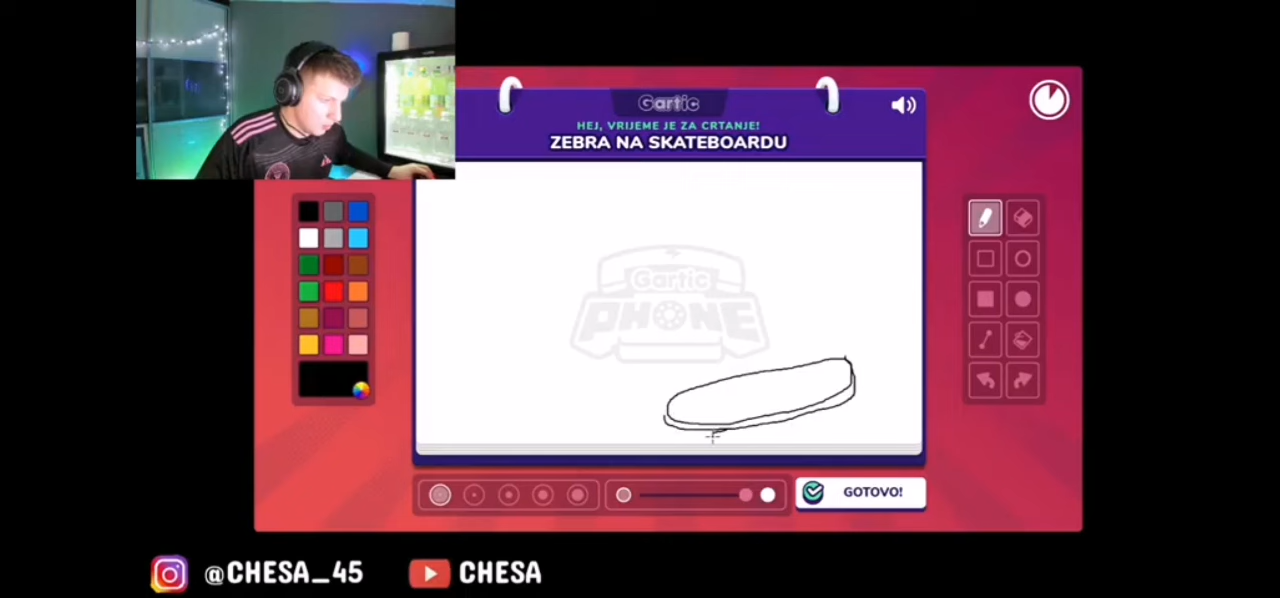 Gartic
HEJ, VRIJEME JE ZA CRTANJE!
ZEBRA NA SKATEBOARDU
Gartic
PHONE
GOTOVO!
@CHESA_45
CHESA